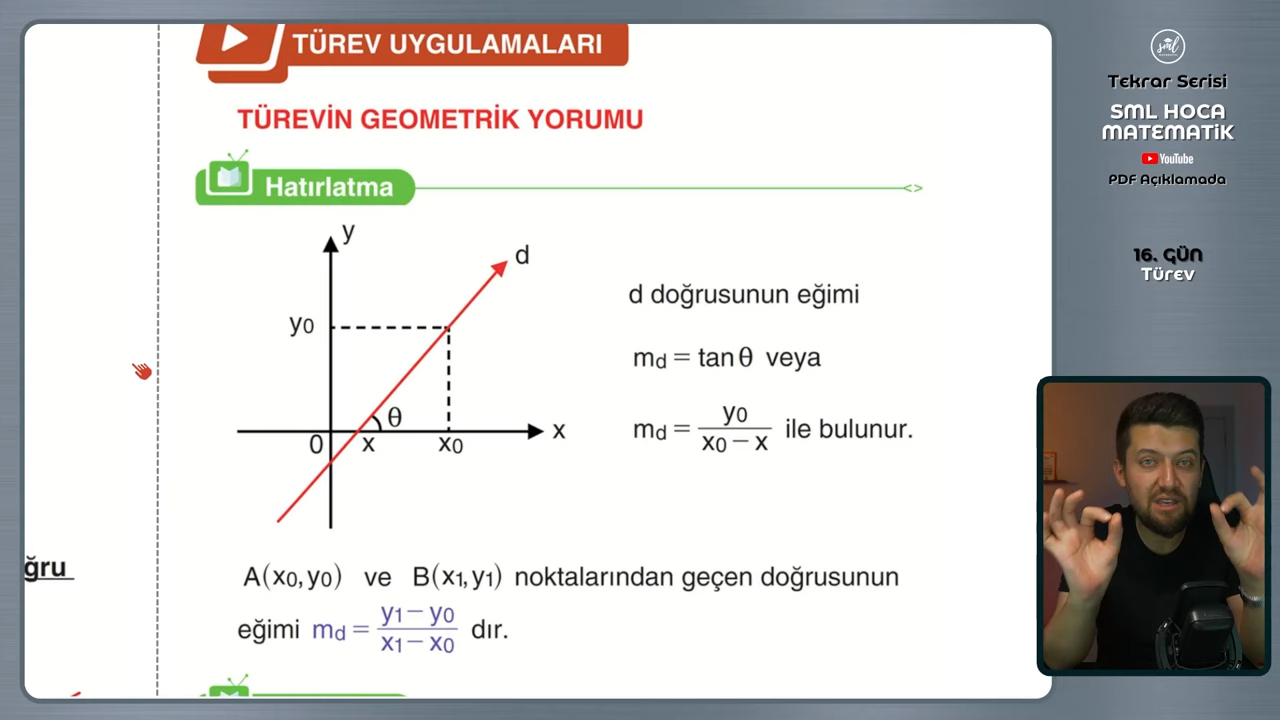 TÜREV UYGULAMALARI
TÜREVİN GEOMETRİK YORUMU
Hatırlatma
y
d
y0
θ
0
x
x0
x
d doğrusunun eğimi
md = tanθ veya
md = y0 / x0 − x ile bulunur.
ğru
A(x0, y0) ve B(x1, y1) noktalarından geçen doğrusunun
eğimi md = y1 − y0 / x1 − x0 dır.
sml
Tekrar Serisi
SML HOCA
MATEMATİK
YouTube
PDF Açıklamada
16. GÜN
Türev